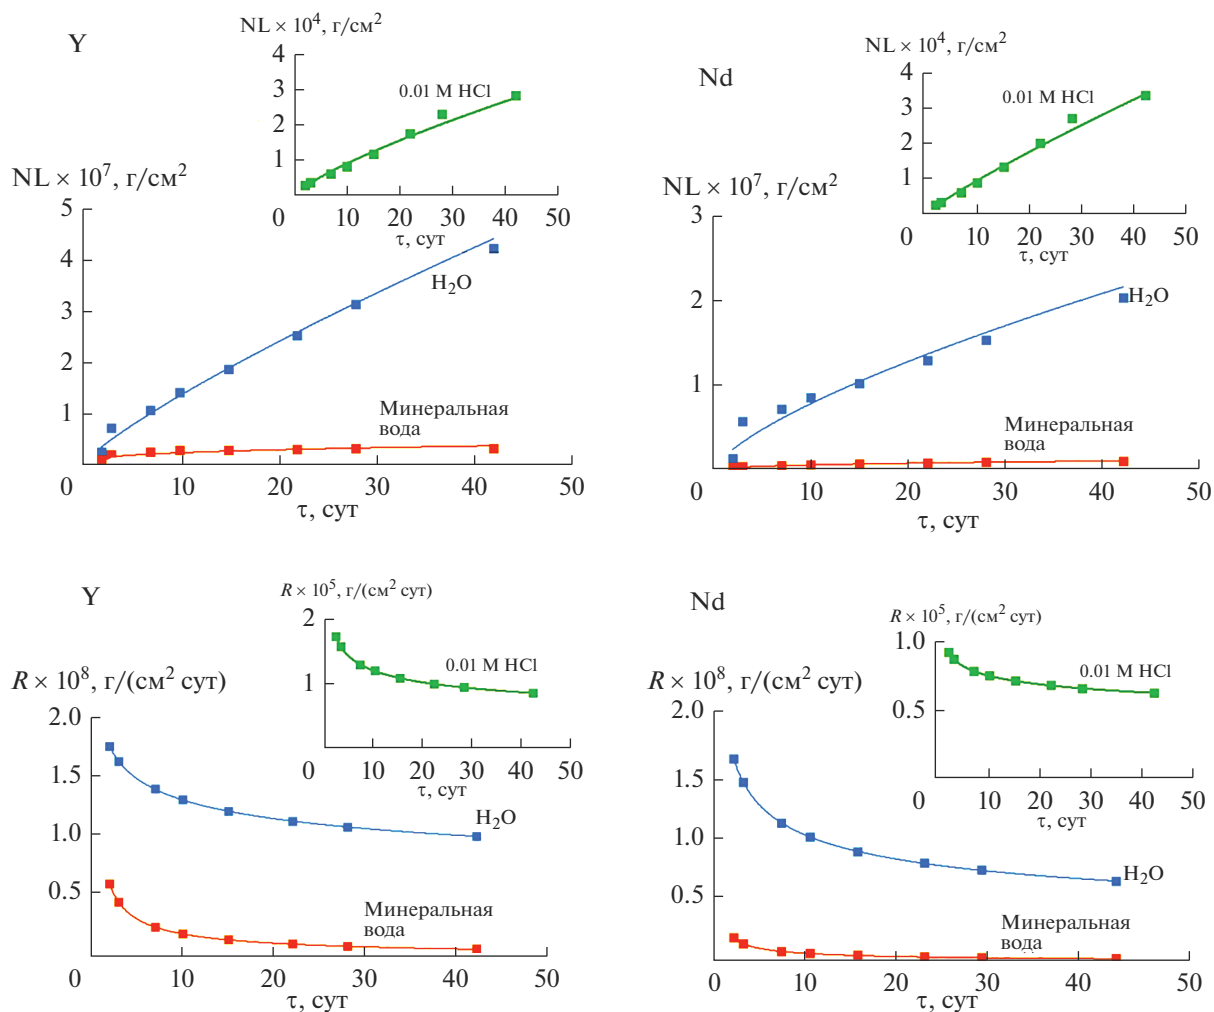 Y
NL × 10⁴, г/см²
4
3
2
1
0.01 M HCl
0
10
20
30
40
50
τ, сут
NL × 10⁷, г/см²
5
4
3
2
1
H₂O
Минеральная
вода
0
10
20
30
40
50
τ, сут
Nd
NL × 10⁴, г/см²
4
3
2
1
0.01 M HCl
0
10
20
30
40
50
τ, сут
NL × 10⁷, г/см²
3
2
1
H₂O
Минеральная
вода
0
10
20
30
40
50
τ, сут
Y
R × 10⁵, г/(см² сут)
2
1
0.01 M HCl
0
10
20
30
40
50
τ, сут
R × 10⁸, г/(см² сут)
2.0
1.5
1.0
0.5
H₂O
Минеральная
вода
0
10
20
30
40
50
τ, сут
Nd
R × 10⁵, г/(см² сут)
1.0
0.5
0.01 M HCl
0
10
20
30
40
50
τ, сут
R × 10⁸, г/(см² сут)
2.0
1.5
1.0
0.5
H₂O
Минеральная
вода
0
10
20
30
40
50
τ, сут